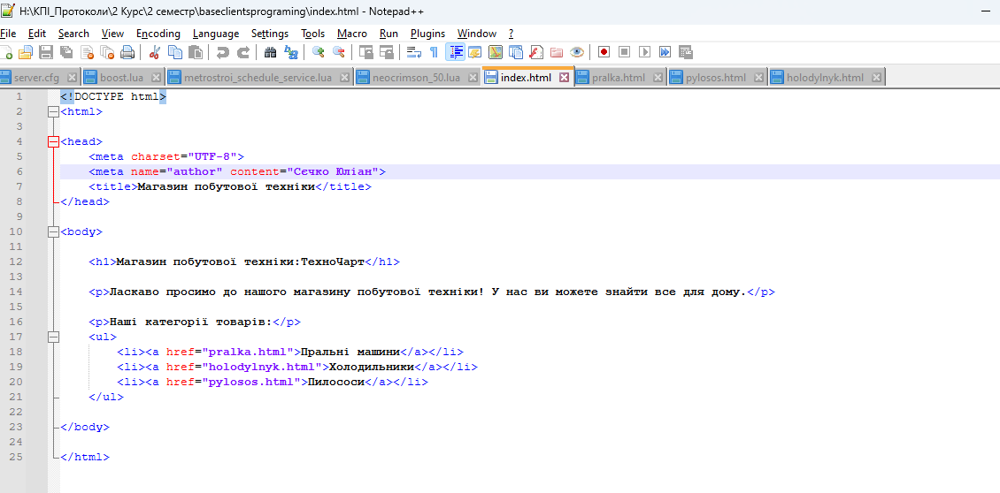 H:\КПІ_Протоколи\2 Курс\2 семестр\baseclientsprograming\index.html - Notepad++
File Edit Search View Encoding Language Settings Tools Macro Run Plugins Window ?
server.cfg boost.lua metrostroi_schedule_service.lua neocrimson_50.lua index.html pralka.html pylosos.html holodylnyk.html
1 <!DOCTYPE html>
2 <html>
3
4 <head>
5 <meta charset="UTF-8">
6 <meta name="author" content="Сєчко Юліан">
7 <title>Магазин побутової техніки</title>
8 </head>
9
10 <body>
11
12 <h1>Магазин побутової техніки:ТехноЧарт</h1>
13
14 <p>Ласкаво просимо до нашого магазину побутової техніки! У нас ви можете знайти все для дому.</p>
15
16 <p>Наші категорії товарів:</p>
17 <ul>
18 <li><a href="pralka.html">Пральні машини</a></li>
19 <li><a href="holodylnyk.html">Холодильники</a></li>
20 <li><a href="pylosos.html">Пилососи</a></li>
21 </ul>
22
23 </body>
24
25 </html>